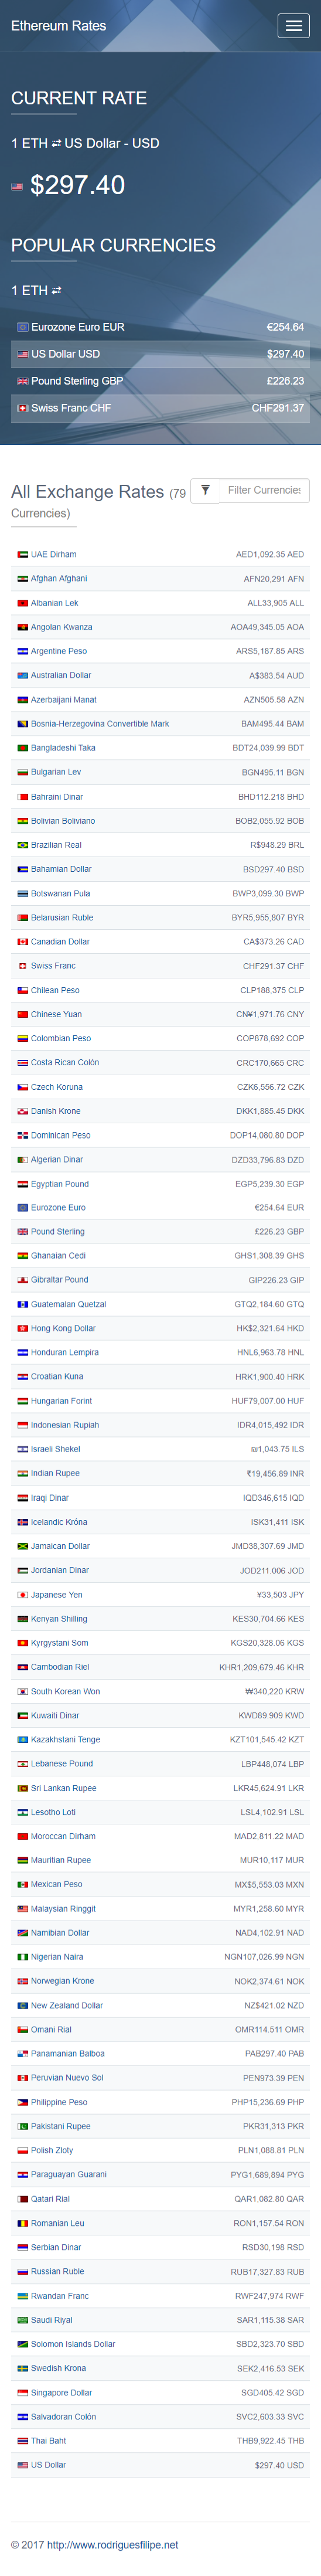 Ethereum Rates
CURRENT RATE
1 ETH ⇄ US Dollar - USD
$297.40
POPULAR CURRENCIES
1 ETH ⇄
Eurozone Euro EUR €254.64
US Dollar USD $297.40
Pound Sterling GBP £226.23
Swiss Franc CHF CHF291.37
All Exchange Rates (79 Currencies)
Filter Currencies
UAE Dirham AED1,092.35 AED
Afghan Afghani AFN20,291 AFN
Albanian Lek ALL33,905 ALL
Angolan Kwanza AOA49,345.05 AOA
Argentine Peso ARS5,187.85 ARS
Australian Dollar A$383.54 AUD
Azerbaijani Manat AZN505.58 AZN
Bosnia-Herzegovina Convertible Mark BAM495.44 BAM
Bangladeshi Taka BDT24,039.99 BDT
Bulgarian Lev BGN495.11 BGN
Bahraini Dinar BHD112.218 BHD
Bolivian Boliviano BOB2,055.92 BOB
Brazilian Real R$948.29 BRL
Bahamian Dollar BSD297.40 BSD
Botswanan Pula BWP3,099.30 BWP
Belarusian Ruble BYR5,955,807 BYR
Canadian Dollar CA$373.26 CAD
Swiss Franc CHF291.37 CHF
Chilean Peso CLP188,375 CLP
Chinese Yuan CN¥1,971.76 CNY
Colombian Peso COP878,692 COP
Costa Rican Colón CRC170,665 CRC
Czech Koruna CZK6,556.72 CZK
Danish Krone DKK1,885.45 DKK
Dominican Peso DOP14,080.80 DOP
Algerian Dinar DZD33,796.83 DZD
Egyptian Pound EGP5,239.30 EGP
Eurozone Euro €254.64 EUR
Pound Sterling £226.23 GBP
Ghanaian Cedi GHS1,308.39 GHS
Gibraltar Pound GIP226.23 GIP
Guatemalan Quetzal GTQ2,184.60 GTQ
Hong Kong Dollar HK$2,321.64 HKD
Honduran Lempira HNL6,963.78 HNL
Croatian Kuna HRK1,900.40 HRK
Hungarian Forint HUF79,007.00 HUF
Indonesian Rupiah IDR4,015,492 IDR
Israeli Shekel ₪1,043.75 ILS
Indian Rupee ₹19,456.89 INR
Iraqi Dinar IQD346,615 IQD
Icelandic Króna ISK31,411 ISK
Jamaican Dollar JMD38,307.69 JMD
Jordanian Dinar JOD211.006 JOD
Japanese Yen ¥33,503 JPY
Kenyan Shilling KES30,704.66 KES
Kyrgystani Som KGS20,328.06 KGS
Cambodian Riel KHR1,209,679.46 KHR
South Korean Won ₩340,220 KRW
Kuwaiti Dinar KWD89.909 KWD
Kazakhstani Tenge KZT101,545.42 KZT
Lebanese Pound LBP448,074 LBP
Sri Lankan Rupee LKR45,624.91 LKR
Lesotho Loti LSL4,102.91 LSL
Moroccan Dirham MAD2,811.22 MAD
Mauritian Rupee MUR10,117 MUR
Mexican Peso MX$5,553.03 MXN
Malaysian Ringgit MYR1,258.60 MYR
Namibian Dollar NAD4,102.91 NAD
Nigerian Naira NGN107,026.99 NGN
Norwegian Krone NOK2,374.61 NOK
New Zealand Dollar NZ$421.02 NZD
Omani Rial OMR114.511 OMR
Panamanian Balboa PAB297.40 PAB
Peruvian Nuevo Sol PEN973.39 PEN
Philippine Peso PHP15,236.69 PHP
Pakistani Rupee PKR31,313 PKR
Polish Zloty PLN1,088.81 PLN
Paraguayan Guarani PYG1,689,894 PYG
Qatari Rial QAR1,082.80 QAR
Romanian Leu RON1,157.54 RON
Serbian Dinar RSD30,198 RSD
Russian Ruble RUB17,327.83 RUB
Rwandan Franc RWF247,974 RWF
Saudi Riyal SAR1,115.38 SAR
Solomon Islands Dollar SBD2,323.70 SBD
Swedish Krona SEK2,416.53 SEK
Singapore Dollar SGD405.42 SGD
Salvadoran Colón SVC2,603.33 SVC
Thai Baht THB9,922.45 THB
US Dollar $297.40 USD
© 2017 http://www.rodriguesfilipe.net